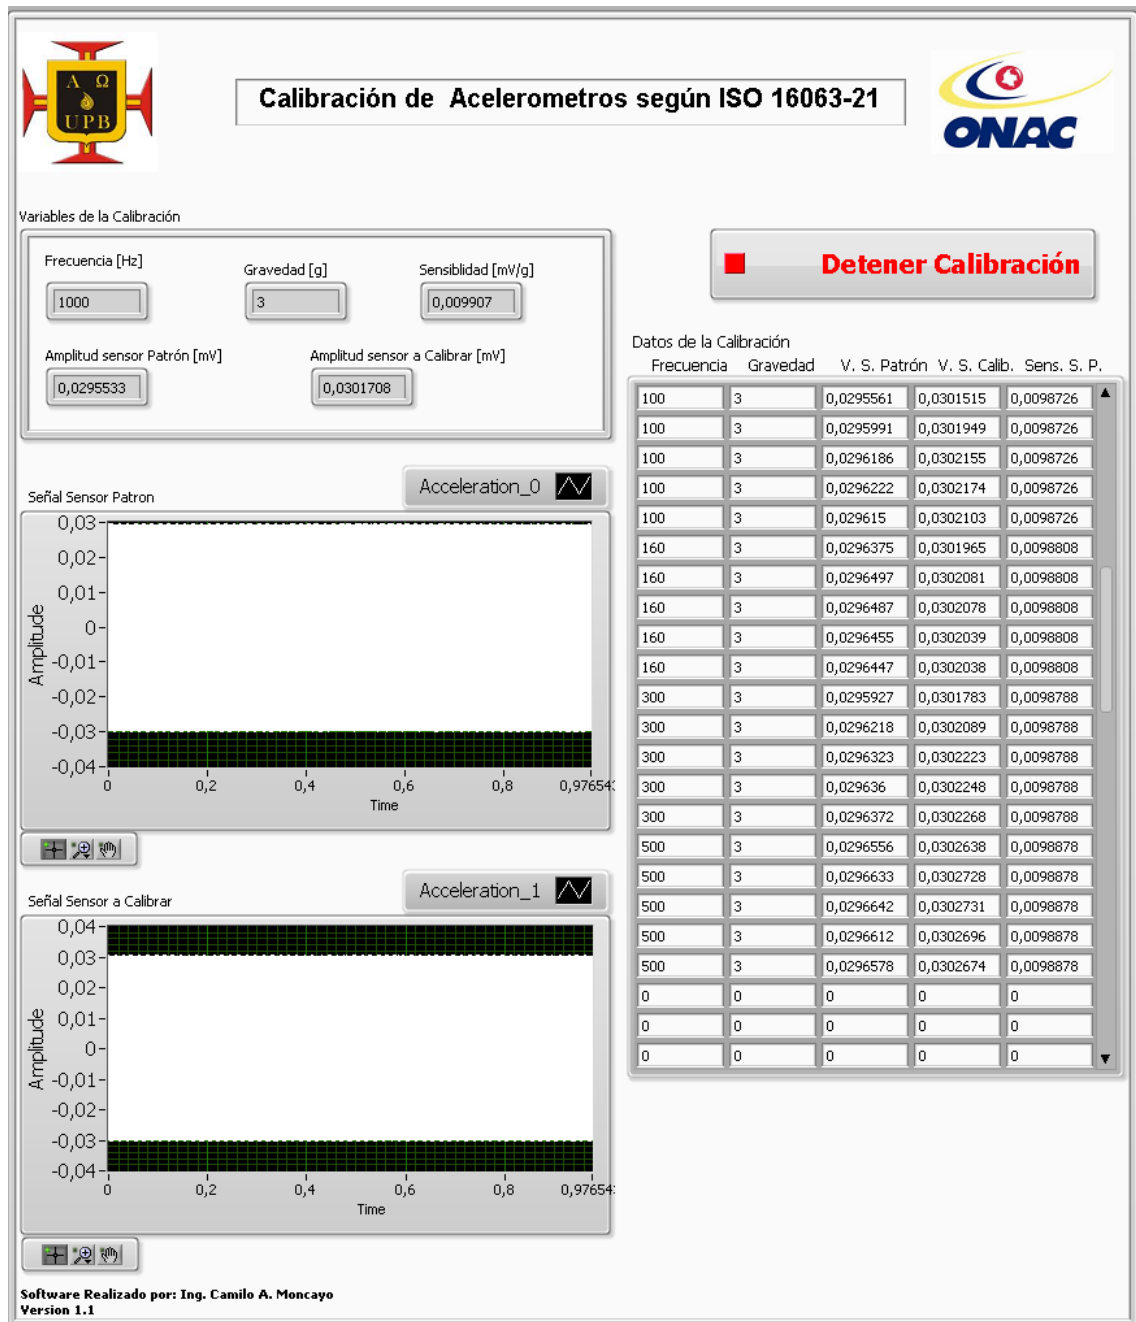 Α Ω
UPB
Calibración de Acelerometros según ISO 16063-21
ONAC
Variables de la Calibración
Frecuencia [Hz]
Gravedad [g]
Sensiblidad [mV/g]
1000
3
0,009907
Amplitud sensor Patrón [mV]
Amplitud sensor a Calibrar [mV]
0,0295533
0,0301708
Detener Calibración
Señal Sensor Patron
Acceleration_0
0,03
0,02
0,01
0
-0,01
-0,02
-0,03
-0,04
Amplitude
0 0,2 0,4 0,6 0,8 0,97654
Time
Señal Sensor a Calibrar
Acceleration_1
0,04
0,03
0,02
0,01
0
-0,01
-0,02
-0,03
-0,04
Amplitude
0 0,2 0,4 0,6 0,8 0,97654
Time
Datos de la Calibración
Frecuencia Gravedad V. S. Patrón V. S. Calib. Sens. S. P.
100 3 0,0295561 0,0301515 0,0098726
100 3 0,0295991 0,0301949 0,0098726
100 3 0,0296186 0,0302155 0,0098726
100 3 0,0296222 0,0302174 0,0098726
100 3 0,029615 0,0302103 0,0098726
160 3 0,0296375 0,0301965 0,0098808
160 3 0,0296497 0,0302081 0,0098808
160 3 0,0296487 0,0302078 0,0098808
160 3 0,0296455 0,0302039 0,0098808
160 3 0,0296447 0,0302038 0,0098808
300 3 0,0295927 0,0301783 0,0098788
300 3 0,0296218 0,0302089 0,0098788
300 3 0,0296323 0,0302223 0,0098788
300 3 0,029636 0,0302248 0,0098788
300 3 0,0296372 0,0302268 0,0098788
500 3 0,0296556 0,0302638 0,0098878
500 3 0,0296633 0,0302728 0,0098878
500 3 0,0296642 0,0302731 0,0098878
500 3 0,0296612 0,0302696 0,0098878
500 3 0,0296578 0,0302674 0,0098878
0 0 0 0 0
0 0 0 0 0
0 0 0 0 0
Software Realizado por: Ing. Camilo A. Moncayo
Version 1.1